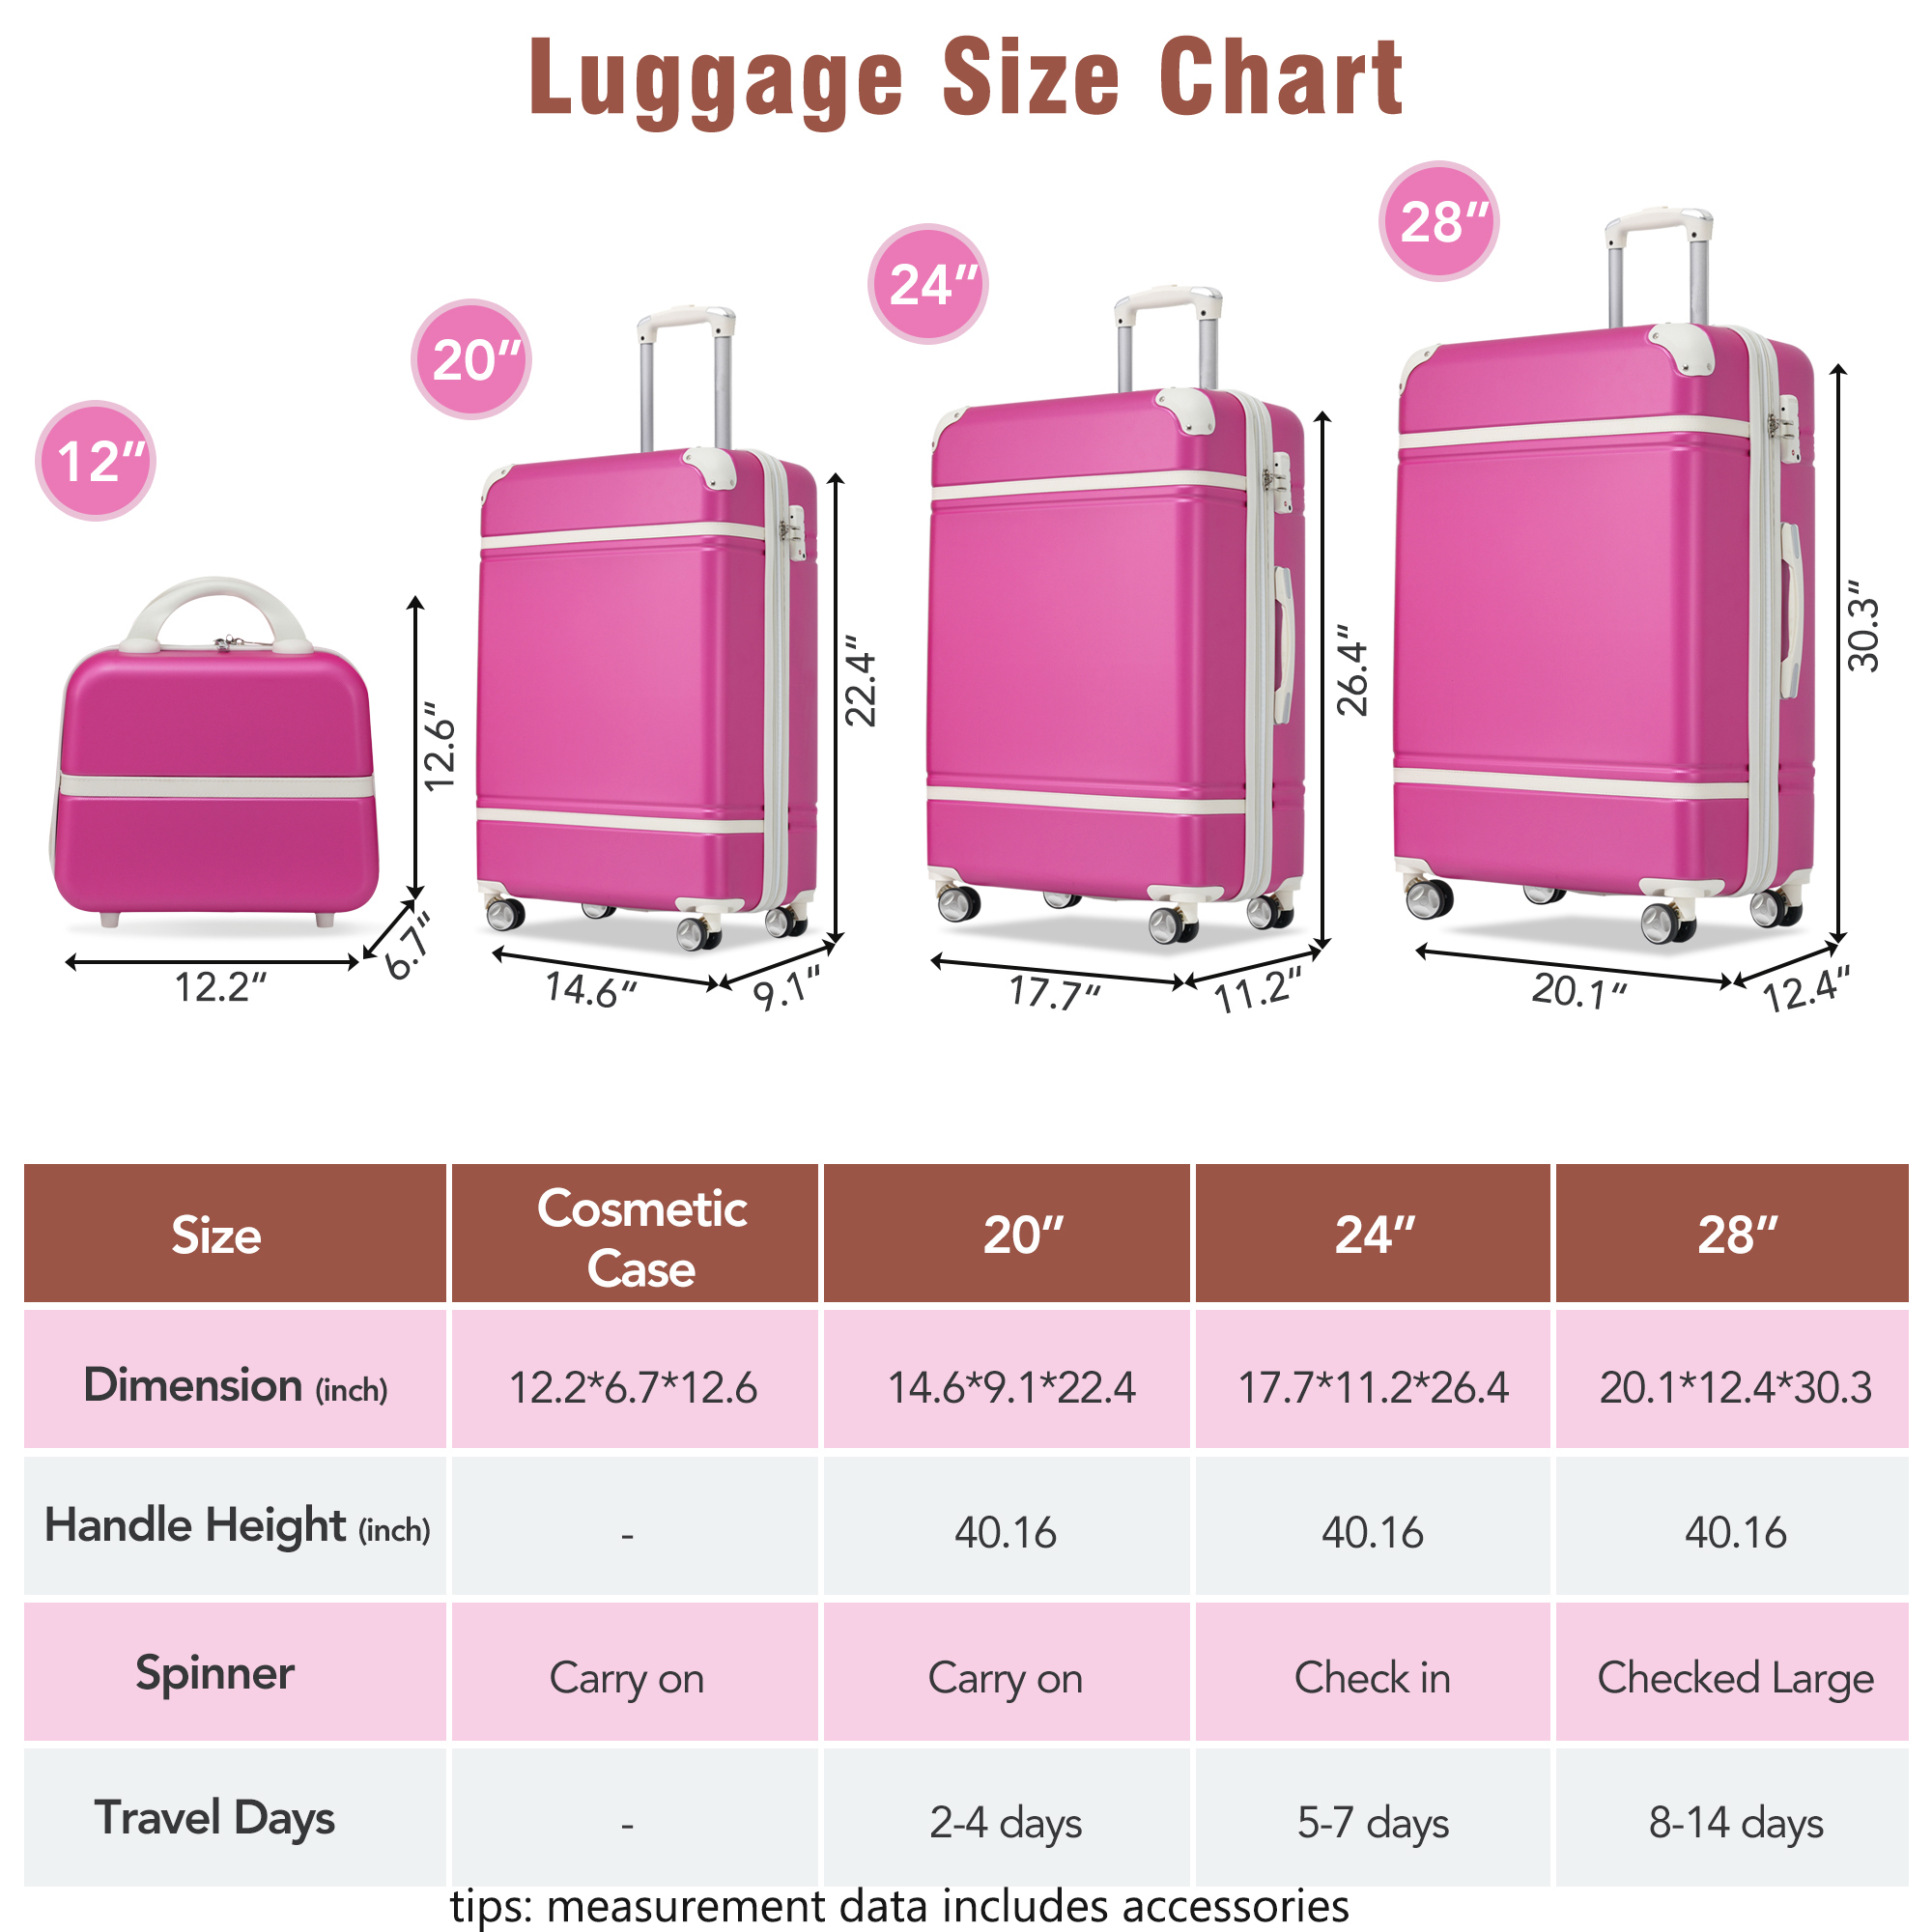 Luggage Size Chart
12"
20"
24"
28"
12.6"
6.7"
12.2"
22.4"
14.6"
9.1"
26.4"
17.7"
11.2"
30.3"
20.1"
12.4"
Size
Cosmetic
Case
20"
24"
28"
Dimension (inch)
12.2*6.7*12.6
14.6*9.1*22.4
17.7*11.2*26.4
20.1*12.4*30.3
Handle Height (inch)
-
40.16
40.16
40.16
Spinner
Carry on
Carry on
Check in
Checked Large
Travel Days
-
2-4 days
5-7 days
8-14 days
tips: measurement data includes accessories